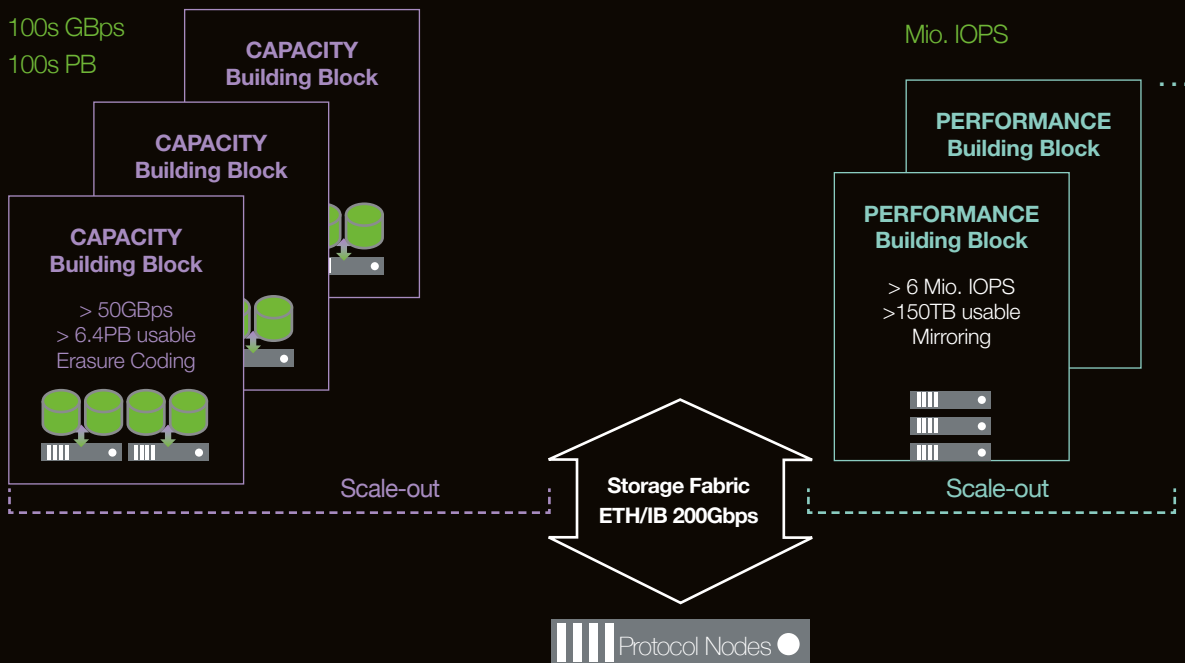 100s GBps
100s PB
CAPACITY
Building Block
CAPACITY
Building Block
CAPACITY
Building Block
> 50GBps
> 6.4PB usable
Erasure Coding
Scale-out
Storage Fabric
ETH/IB 200Gbps
Protocol Nodes
Mio. IOPS
...
PERFORMANCE
Building Block
PERFORMANCE
Building Block
> 6 Mio. IOPS
>150TB usable
Mirroring
Scale-out